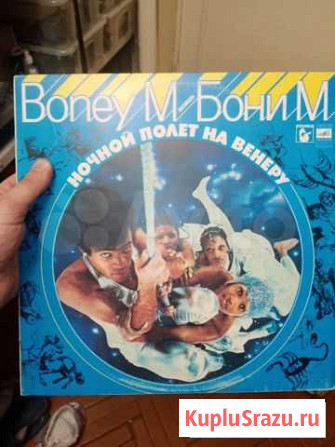 Boney M/Бони М
НОЧНОЙ ПОЛЕТ НА ВЕНЕРУ
KupluSrazu.ru